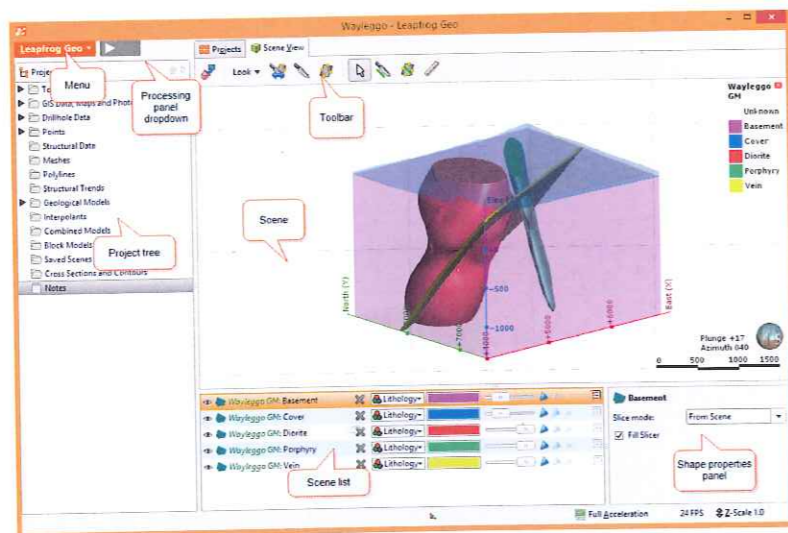 Wayleggo - Leapfrog Geo
Leapfrog Geo
Projects
Scene View
Look
Menu
Processing
panel
dropdown
Toolbar
GIS Data, Maps and
Drillhole Data
Points
Structural Data
Meshes
Polylines
Structural Trends
Geological Models
Interpolants
Combined Models
Block Models
Saved Scenes
Cross Sections and Contours
Notes
Project tree
Scene
Wayleggo
GM
Unknown
Basement
Cover
Diorite
Porphyry
Vein
North (Y)
East (X)
-500
-1000
+7000
+4000
+5000
+6000
Plunge +17
Azimuth 040
0 500 1000 1500
Wayleggo GM: Basement Lithology
Wayleggo GM: Cover Lithology
Wayleggo GM: Diorite Lithology
Wayleggo GM: Porphyry Lithology
Wayleggo GM: Vein Lithology
Scene list
Basement
Slice mode: From Scene
Fill Slicer
Shape properties
panel
Full Acceleration 24 FPS Z-Scale 1.0